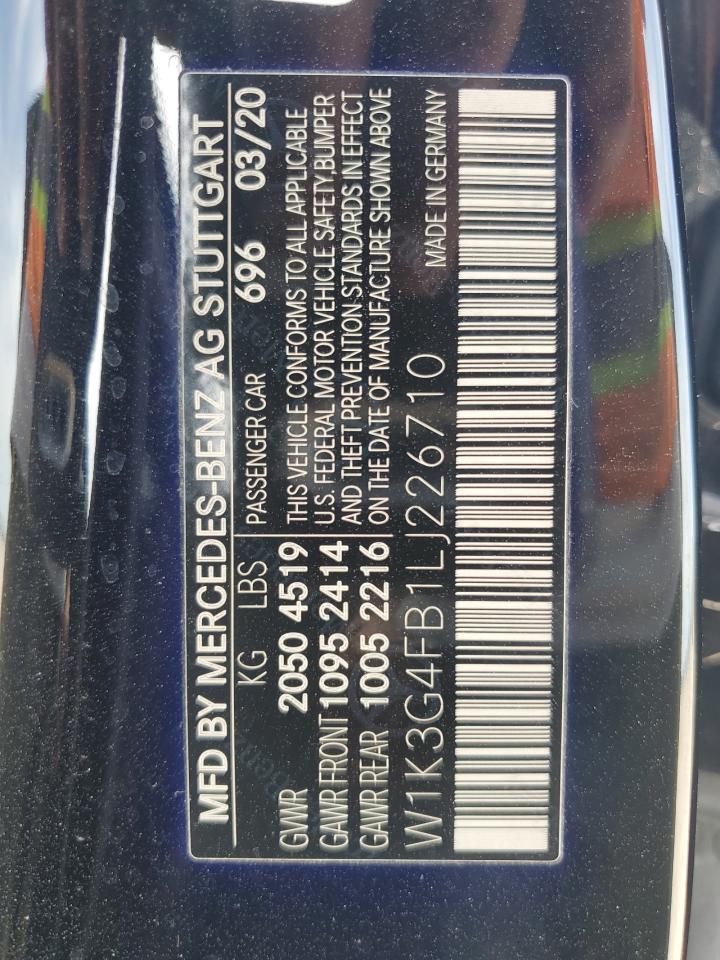 MFD BY MERCEDES-BENZ AG STUTTGART
KG LBS PASSENGER CAR 696 03/20
GWR 2050 4519 THIS VEHICLE CONFORMS TO ALL APPLICABLE
GAWR FRONT 1095 2414 U.S. FEDERAL MOTOR VEHICLE SAFETY,BUMPER
GAWR REAR 1005 2216 AND THEFT PREVENTION STANDARDS IN EFFECT
ON THE DATE OF MANUFACTURE SHOWN ABOVE
W1K3G4FB1LJ226710 MADE IN GERMANY